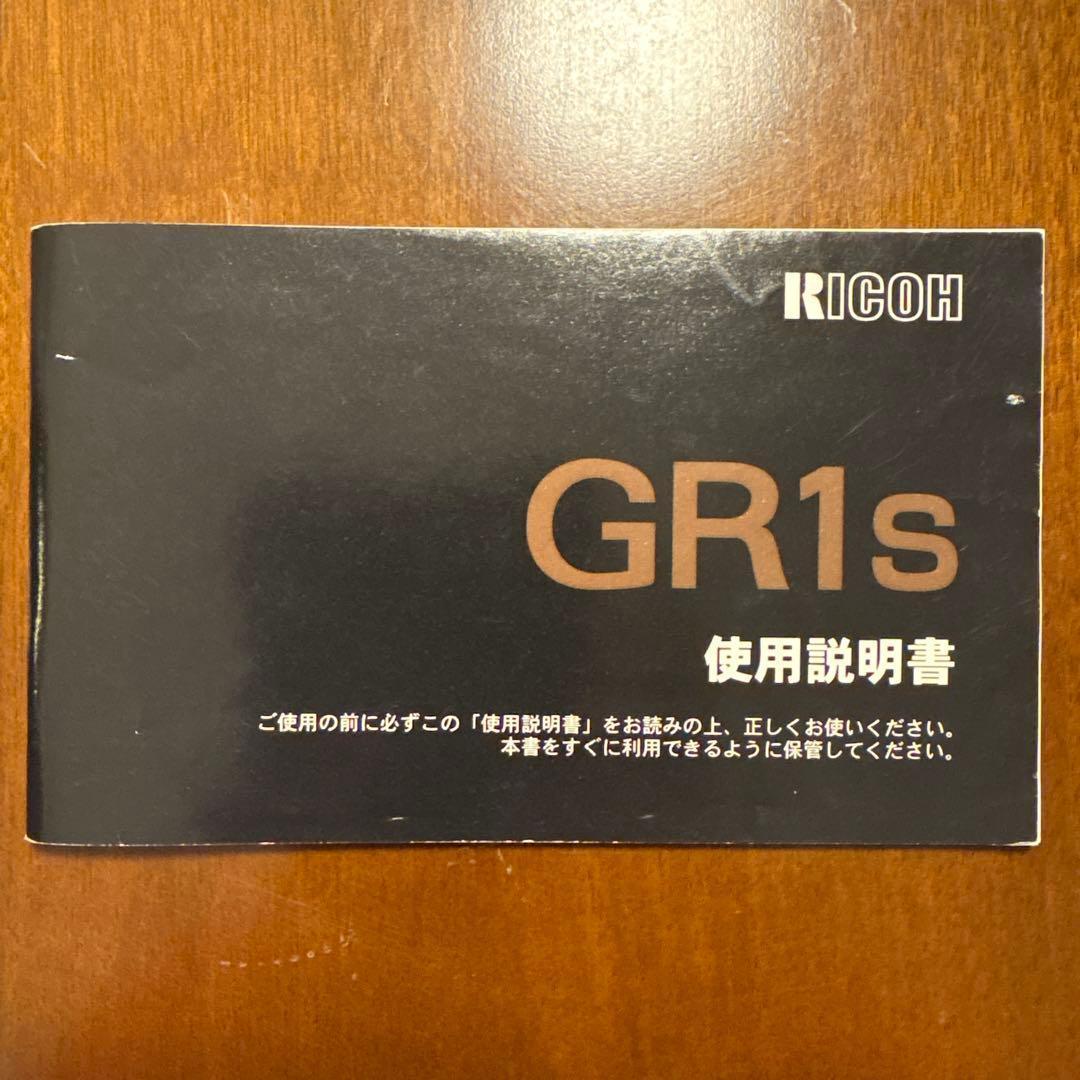 RICOH
GR1s
使用説明書
ご使用の前に必ずこの「使用説明書」をお読みの上、正しくお使いください。
本書をすぐに利用できるように保管してください。